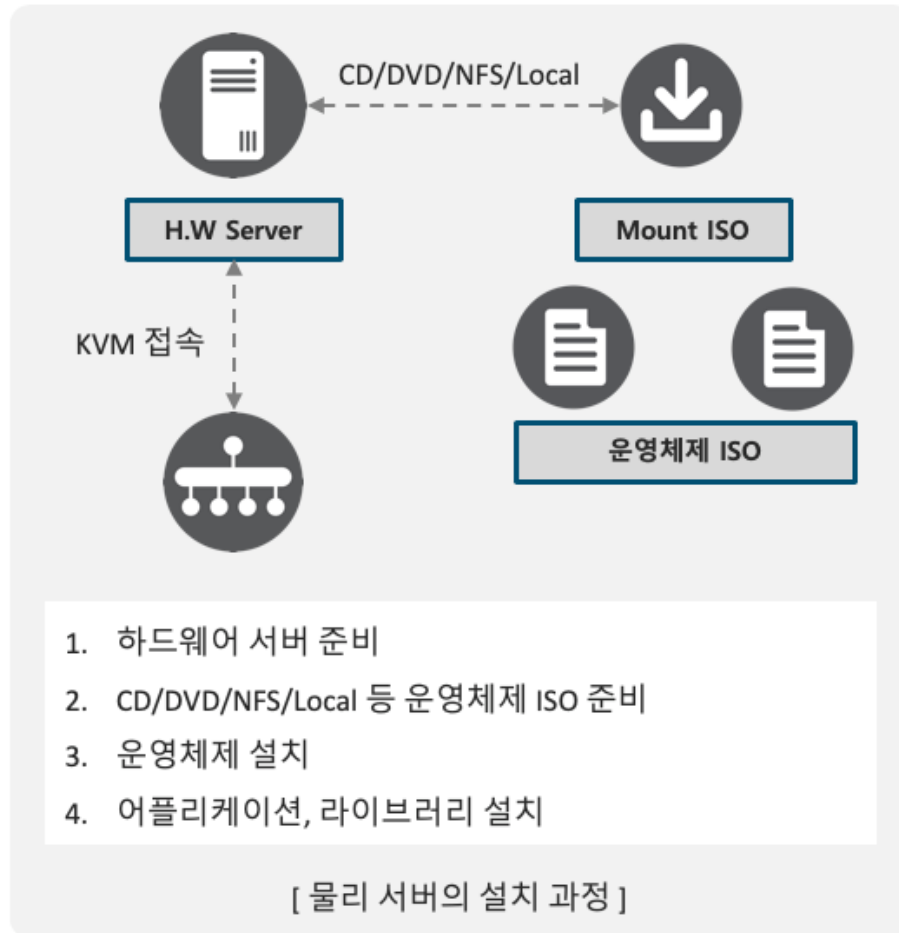 CD/DVD/NFS/Local
H.W Server
Mount ISO
KVM 접속
운영체제 ISO
1. 하드웨어 서버 준비
2. CD/DVD/NFS/Local 등 운영체제 ISO 준비
3. 운영체제 설치
4. 어플리케이션, 라이브러리 설치
[ 물리 서버의 설치 과정 ]